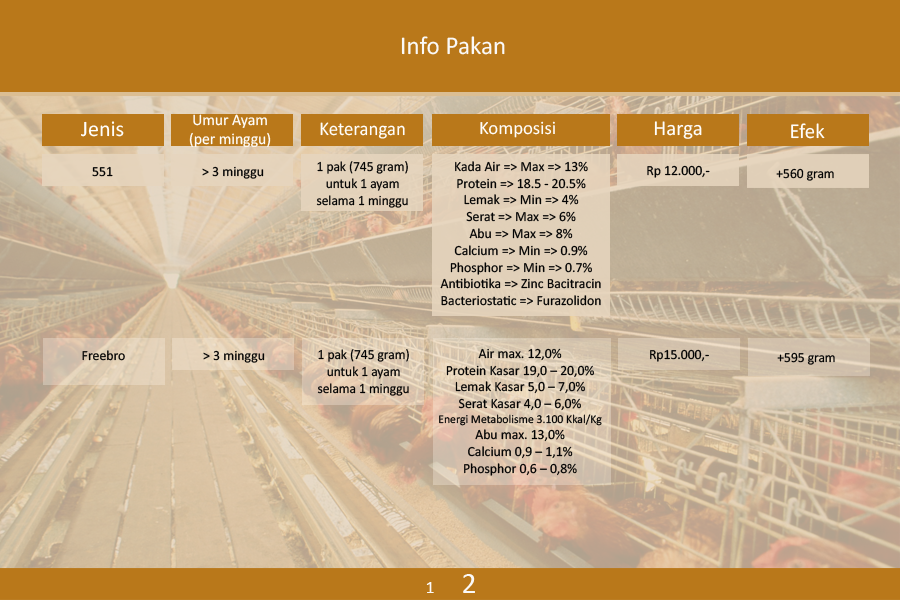 Info Pakan
Jenis
Umur Ayam
(per minggu)
Keterangan
Komposisi
Harga
Efek
551
> 3 minggu
1 pak (745 gram)
untuk 1 ayam
selama 1 minggu
Kada Air => Max => 13%
Protein => 18.5 - 20.5%
Lemak => Min => 4%
Serat => Max => 6%
Abu => Max => 8%
Calcium => Min => 0.9%
Phosphor => Min => 0.7%
Antibiotika => Zinc Bacitracin
Bacteriostatic => Furazolidon
Rp 12.000,-
+560 gram
Freebro
> 3 minggu
1 pak (745 gram)
untuk 1 ayam
selama 1 minggu
Air max. 12,0%
Protein Kasar 19,0 – 20,0%
Lemak Kasar 5,0 – 7,0%
Serat Kasar 4,0 – 6,0%
Energi Metabolisme 3.100 Kkal/Kg
Abu max. 13,0%
Calcium 0,9 – 1,1%
Phosphor 0,6 – 0,8%
Rp15.000,-
+595 gram
1 2